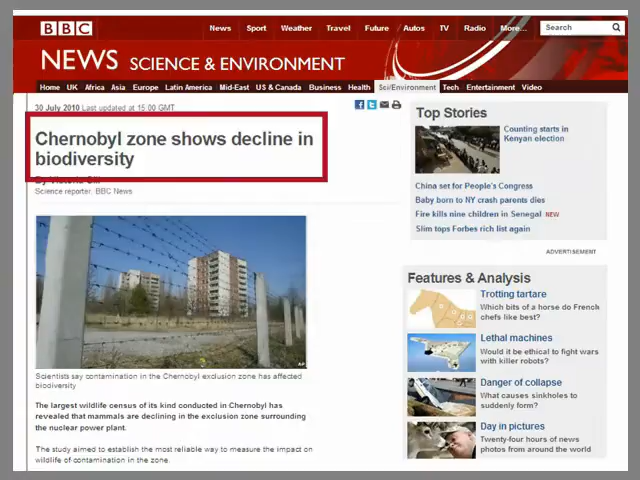 BBC
News Sport Weather Travel Future Autos TV Radio More... Search
NEWS SCIENCE & ENVIRONMENT
Home UK Africa Asia Europe Latin America Mid-East US & Canada Business Health Sci/Environment Tech Entertainment Video
30 July 2010 Last updated at 15:00 GMT
Chernobyl zone shows decline in
biodiversity
By Victoria Gill
Science reporter, BBC News
AP
Scientists say contamination in the Chernobyl exclusion zone has affected
biodiversity
The largest wildlife census of its kind conducted in Chernobyl has
revealed that mammals are declining in the exclusion zone surrounding
the nuclear power plant.
The study aimed to establish the most reliable way to measure the impact on
wildlife of contamination in the zone.
Top Stories
Counting starts in
Kenyan election
China set for People's Congress
Baby born to NY crash parents dies
Fire kills nine children in Senegal NEW
Slim tops Forbes rich list again
ADVERTISEMENT
Features & Analysis
Trotting tartare
Which bits of a horse do French
chefs like best?
Lethal machines
Would it be ethical to fight wars
with killer robots?
Danger of collapse
What causes sinkholes to
suddenly form?
Day in pictures
Twenty-four hours of news
photos from around the world